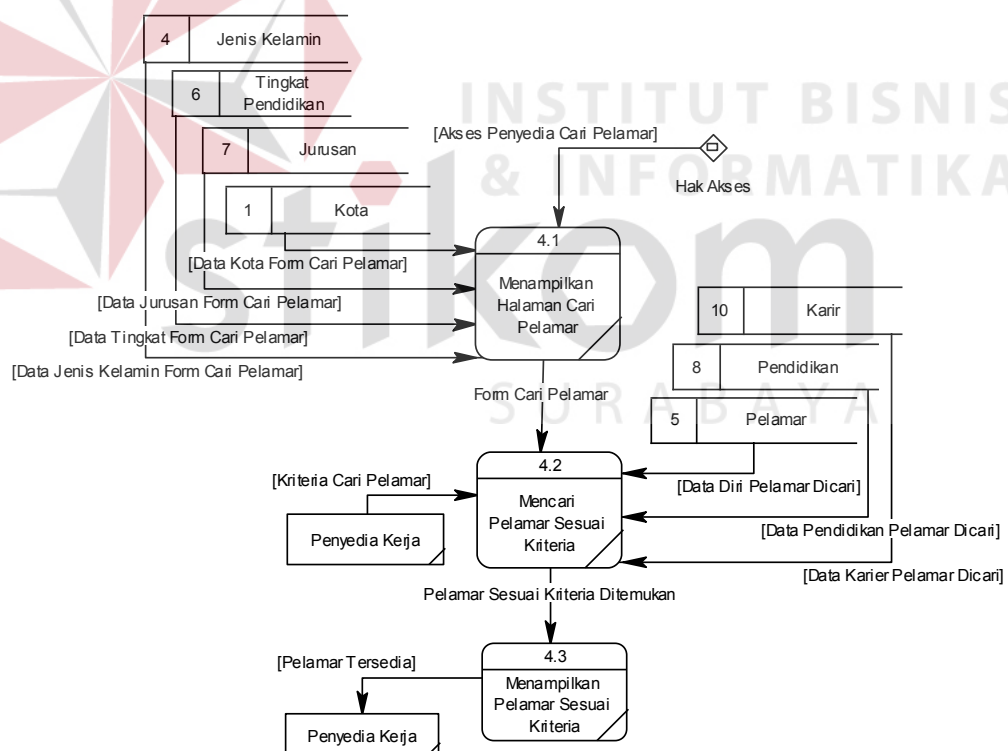 4 Jenis Kelamin
6 Tingkat
Pendidikan
7 Jurusan
1 Kota
INSTITUT BISNIS
& INFORMATIKA
stikom
SURABAYA
[Akses Penyedia Cari Pelamar]
Hak Akses
[Data Kota Form Cari Pelamar]
[Data Jurusan Form Cari Pelamar]
[Data Tingkat Form Cari Pelamar]
[Data Jenis Kelamin Form Cari Pelamar]
4.1
Menampilkan
Halaman Cari
Pelamar
10 Karir
8 Pendidikan
5 Pelamar
Form Cari Pelamar
[Kriteria Cari Pelamar]
Penyedia Kerja
4.2
Mencari
Pelamar Sesuai
Kriteria
[Data Diri Pelamar Dicari]
[Data Pendidikan Pelamar Dicari]
[Data Karier Pelamar Dicari]
Pelamar Sesuai Kriteria Ditemukan
[Pelamar Tersedia]
4.3
Menampilkan
Pelamar Sesuai
Kriteria
Penyedia Kerja